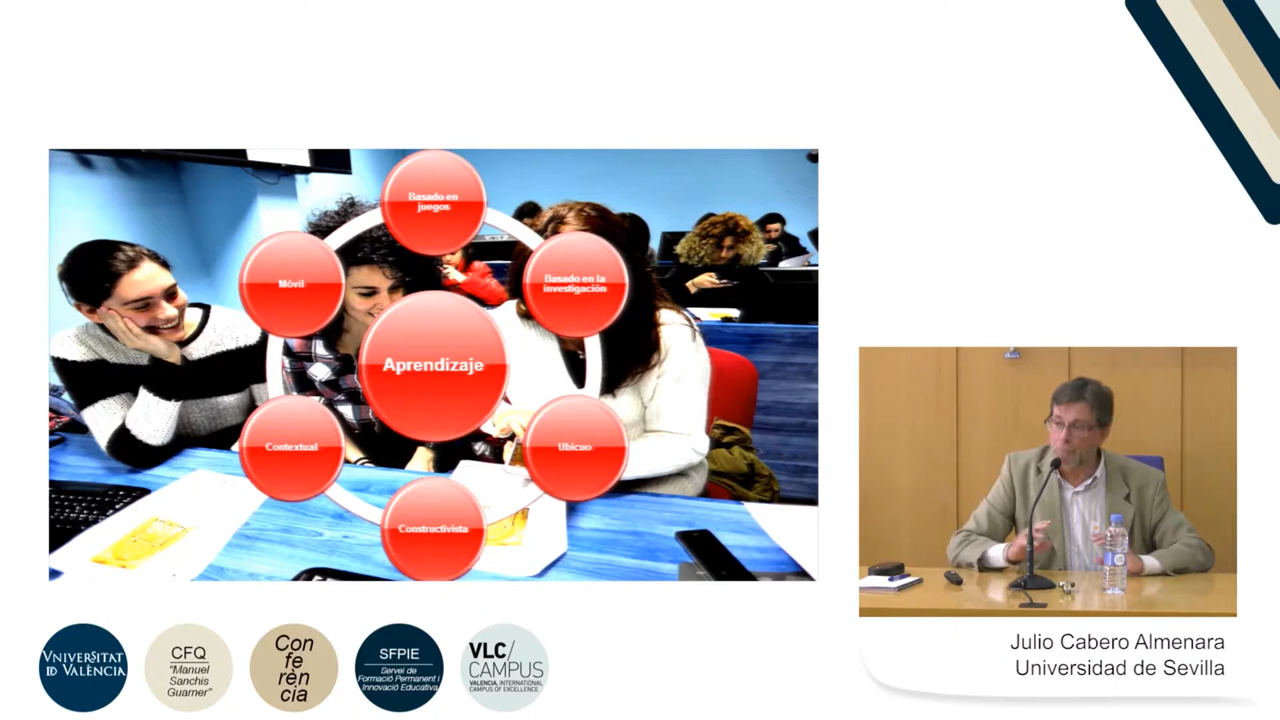 Basado en
juegos
Móvil
Basado en la
investigación
Aprendizaje
Contextual
Ubicuo
Constructivista
Julio Cabero Almenara
Universidad de Sevilla
VNIVERSITAT
ID VALÈNCIA
CFQ
"Manuel
Sanchis
Guarner"
Con
fe
rèn
cia
SFPIE
Servei de
Formació Permanent i
Innovació Educativa
VLC/
CAMPUS
VALENCIA, INTERNATIONAL
CAMPUS OF EXCELLENCE